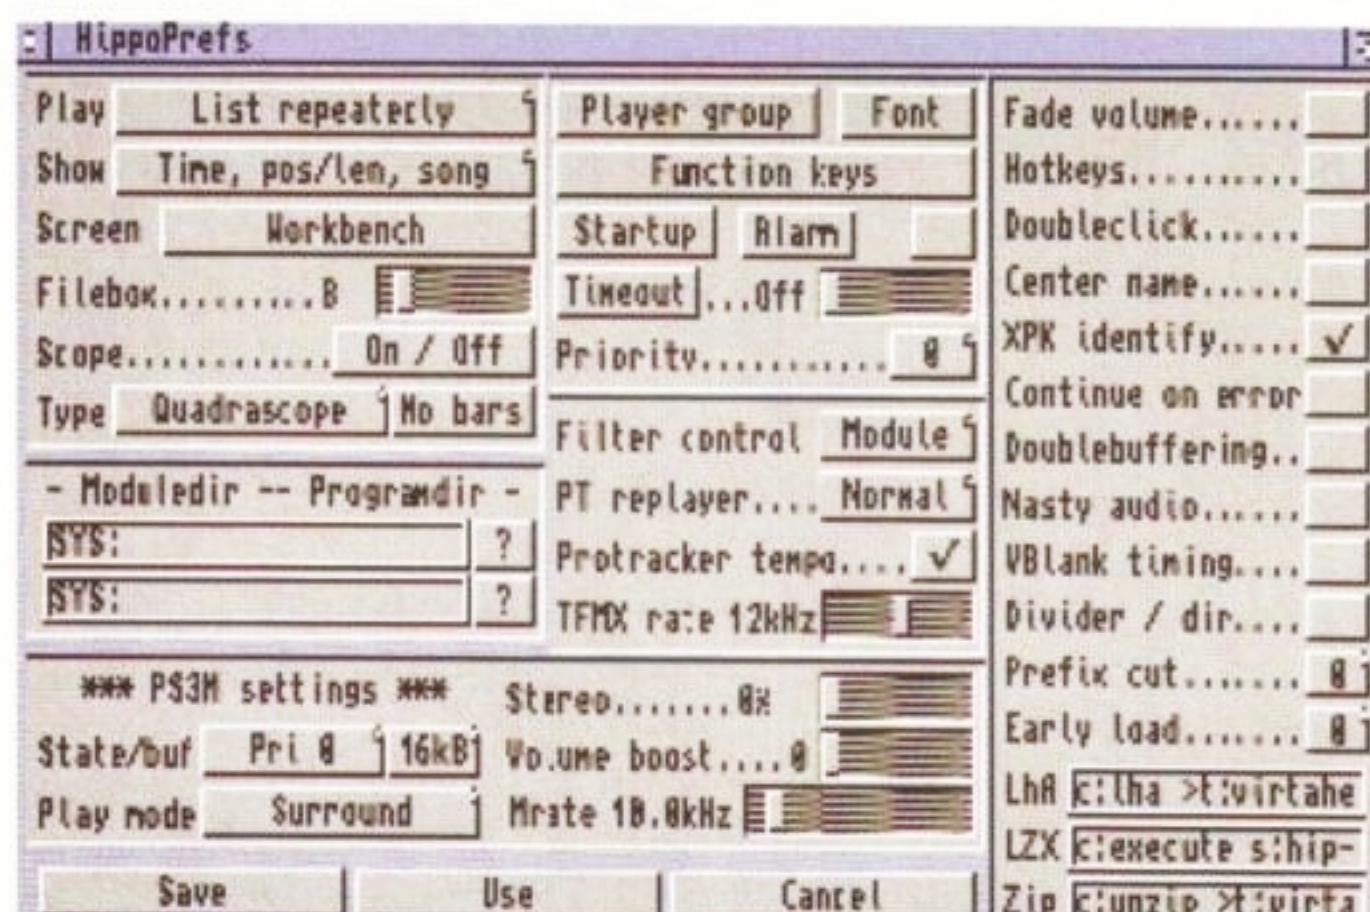 HippoPrefs
Play List repeatedly
Show Time, pos/len, song
Screen Workbench
Filebox.........8
Scope............. On / Off
Type Quadrascope No bars
- Moduledir -- Programdir -
SYS: ?
SYS: ?
Player group Font
Function keys
Startup Alarm
Timeout ...Off
Priority........... 0
Filter control Module
PT replayer.... Normal
Protracker tempo.... ✓
TFMX rate 12kHz
*** PS3M settings ***
State/buf Pri 0 16kB
Play mode Surround
Stereo.......0%
Volume boost....0
Mrate 10.0kHz
Save Use Cancel
Fade volume......
Hotkeys..........
Doubleclick......
Center name......
XPK identify..... ✓
Continue on error
Doublebuffering..
Nasty audio......
VBlank timing....
Divider / dir....
Prefix cut....... 0
Early load....... 0
LhA c:lha >t:virtahe
LZX c:execute s:hip-
Zip c:unzip >t:virta